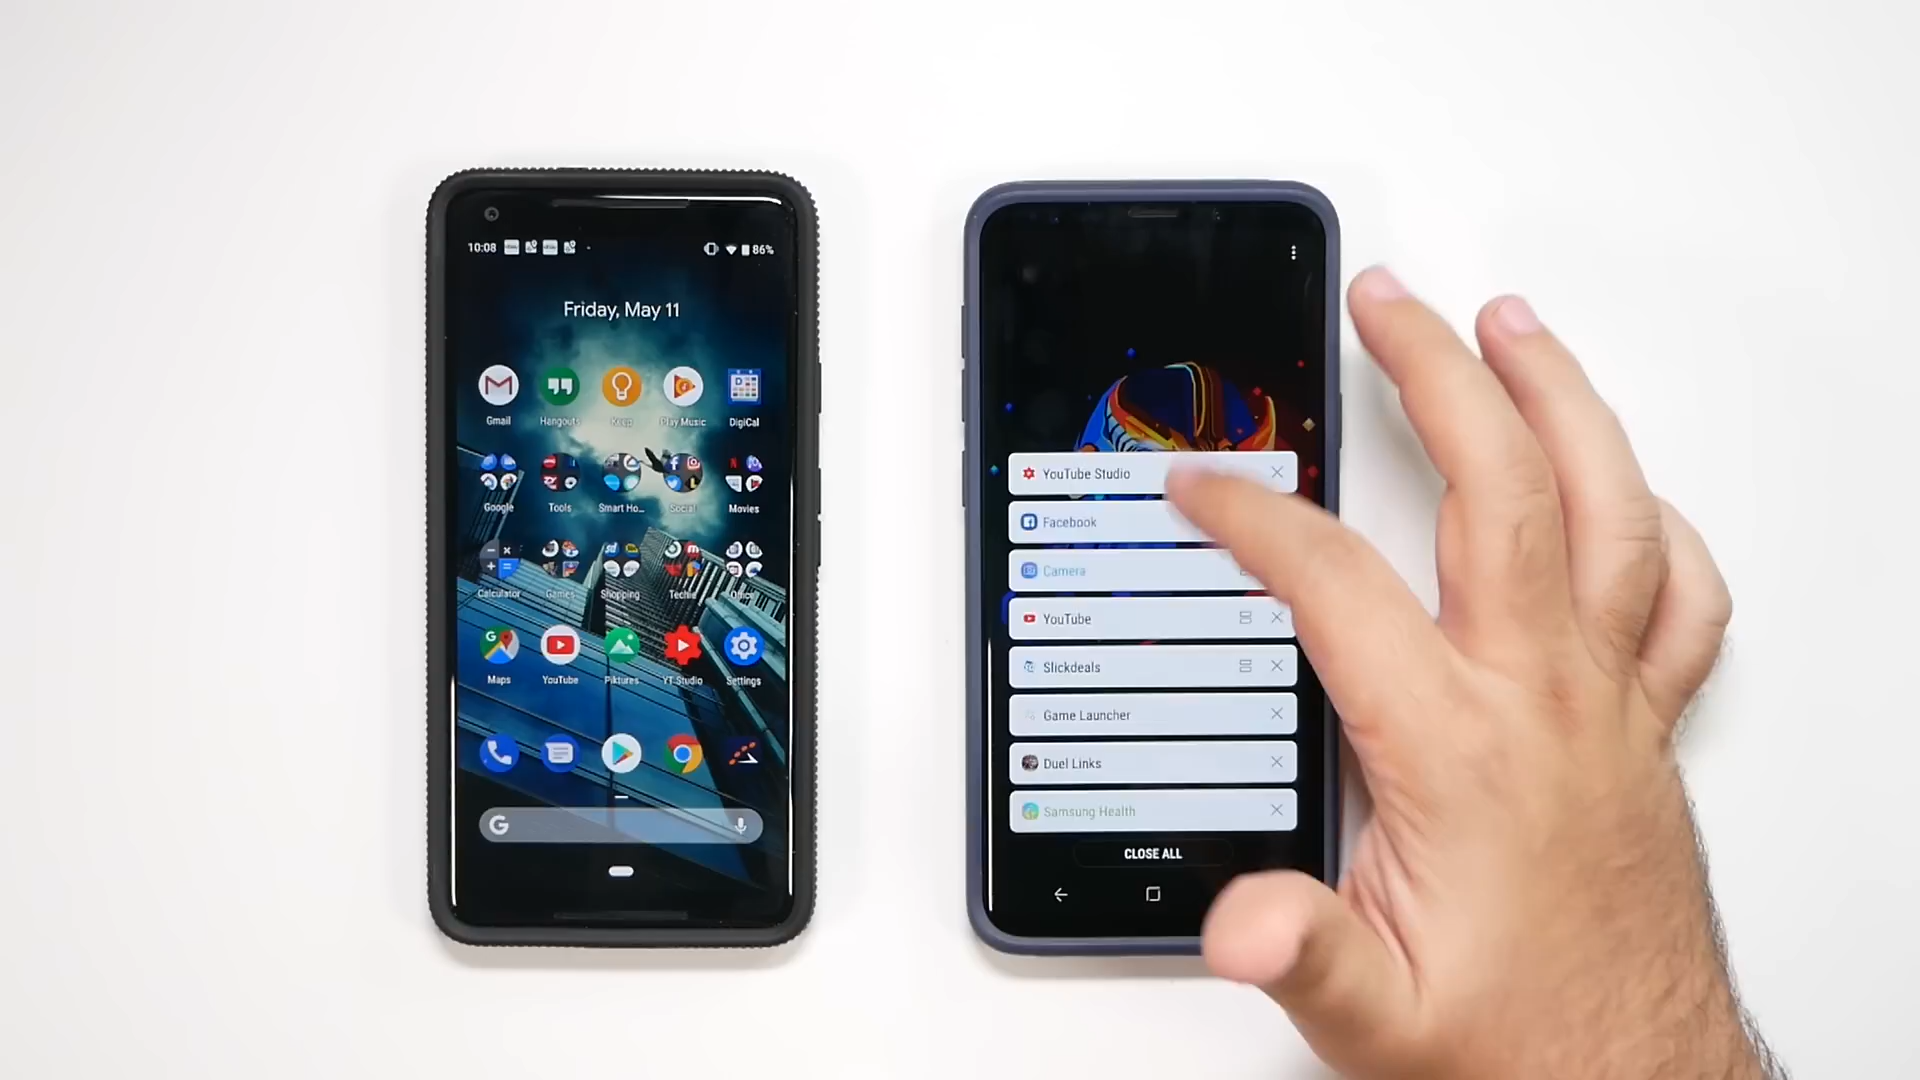 10:08
86%
Friday, May 11
Gmail Hangouts Keep Play Music DigiCal
Google Tools Smart Ho... Social Movies
Calculator Games Shopping Techie Office
Maps YouTube Piktures YT Studio Settings
G
YouTube Studio
Facebook
Camera
YouTube
Slickdeals
Game Launcher
Duel Links
Samsung Health
CLOSE ALL